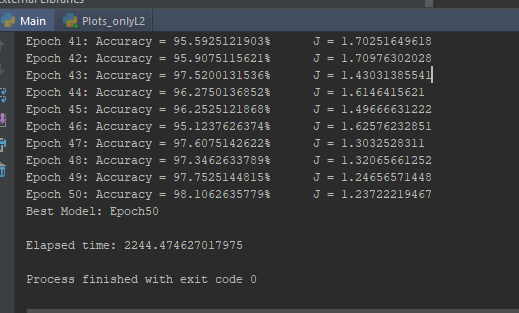 External Libraries
Main Plots_onlyL2
Epoch 41: Accuracy = 95.5925121903% J = 1.70251649618
Epoch 42: Accuracy = 95.9075115621% J = 1.70976302028
Epoch 43: Accuracy = 97.5200131536% J = 1.43031385541
Epoch 44: Accuracy = 96.2750136852% J = 1.6146415621
Epoch 45: Accuracy = 96.2525121868% J = 1.49666631222
Epoch 46: Accuracy = 95.1237626374% J = 1.62576232851
Epoch 47: Accuracy = 97.6075142622% J = 1.3032528311
Epoch 48: Accuracy = 97.3462633789% J = 1.32065661252
Epoch 49: Accuracy = 97.7525144815% J = 1.24656571448
Epoch 50: Accuracy = 98.1062635779% J = 1.23722219467
Best Model: Epoch50
Elapsed time: 2244.474627017975
Process finished with exit code 0